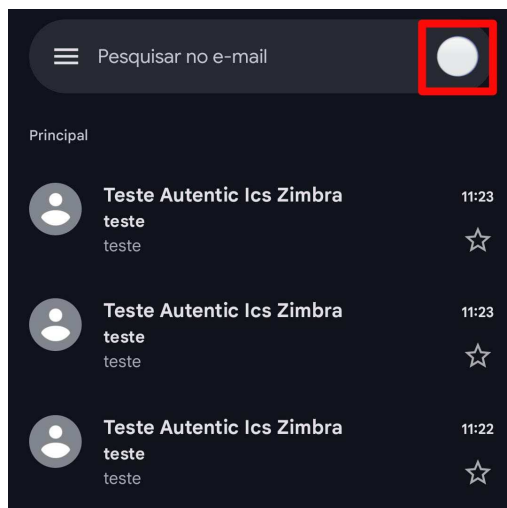 Pesquisar no e-mail
Principal
Teste Autentic Ics Zimbra 11:23
teste
teste
Teste Autentic Ics Zimbra 11:23
teste
teste
Teste Autentic Ics Zimbra 11:22
teste
teste